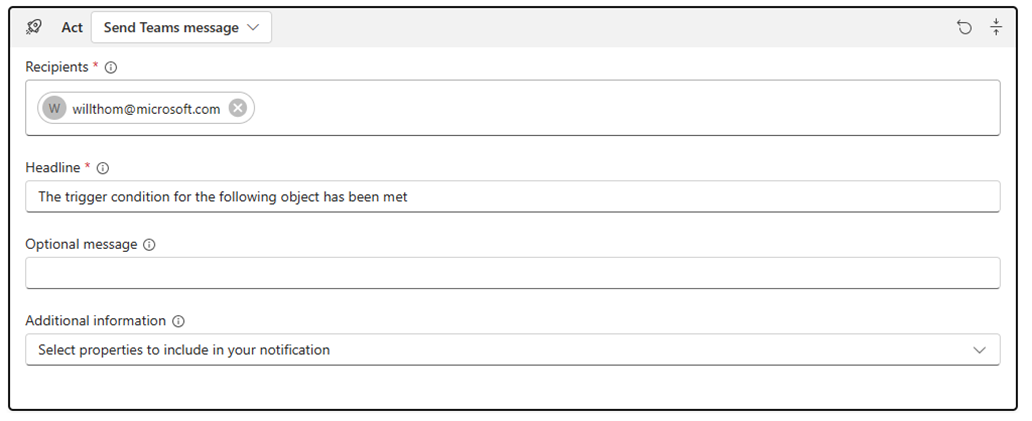 Act Send Teams message
Recipients *
W willthom@microsoft.com
Headline *
The trigger condition for the following object has been met
Optional message
Additional information
Select properties to include in your notification